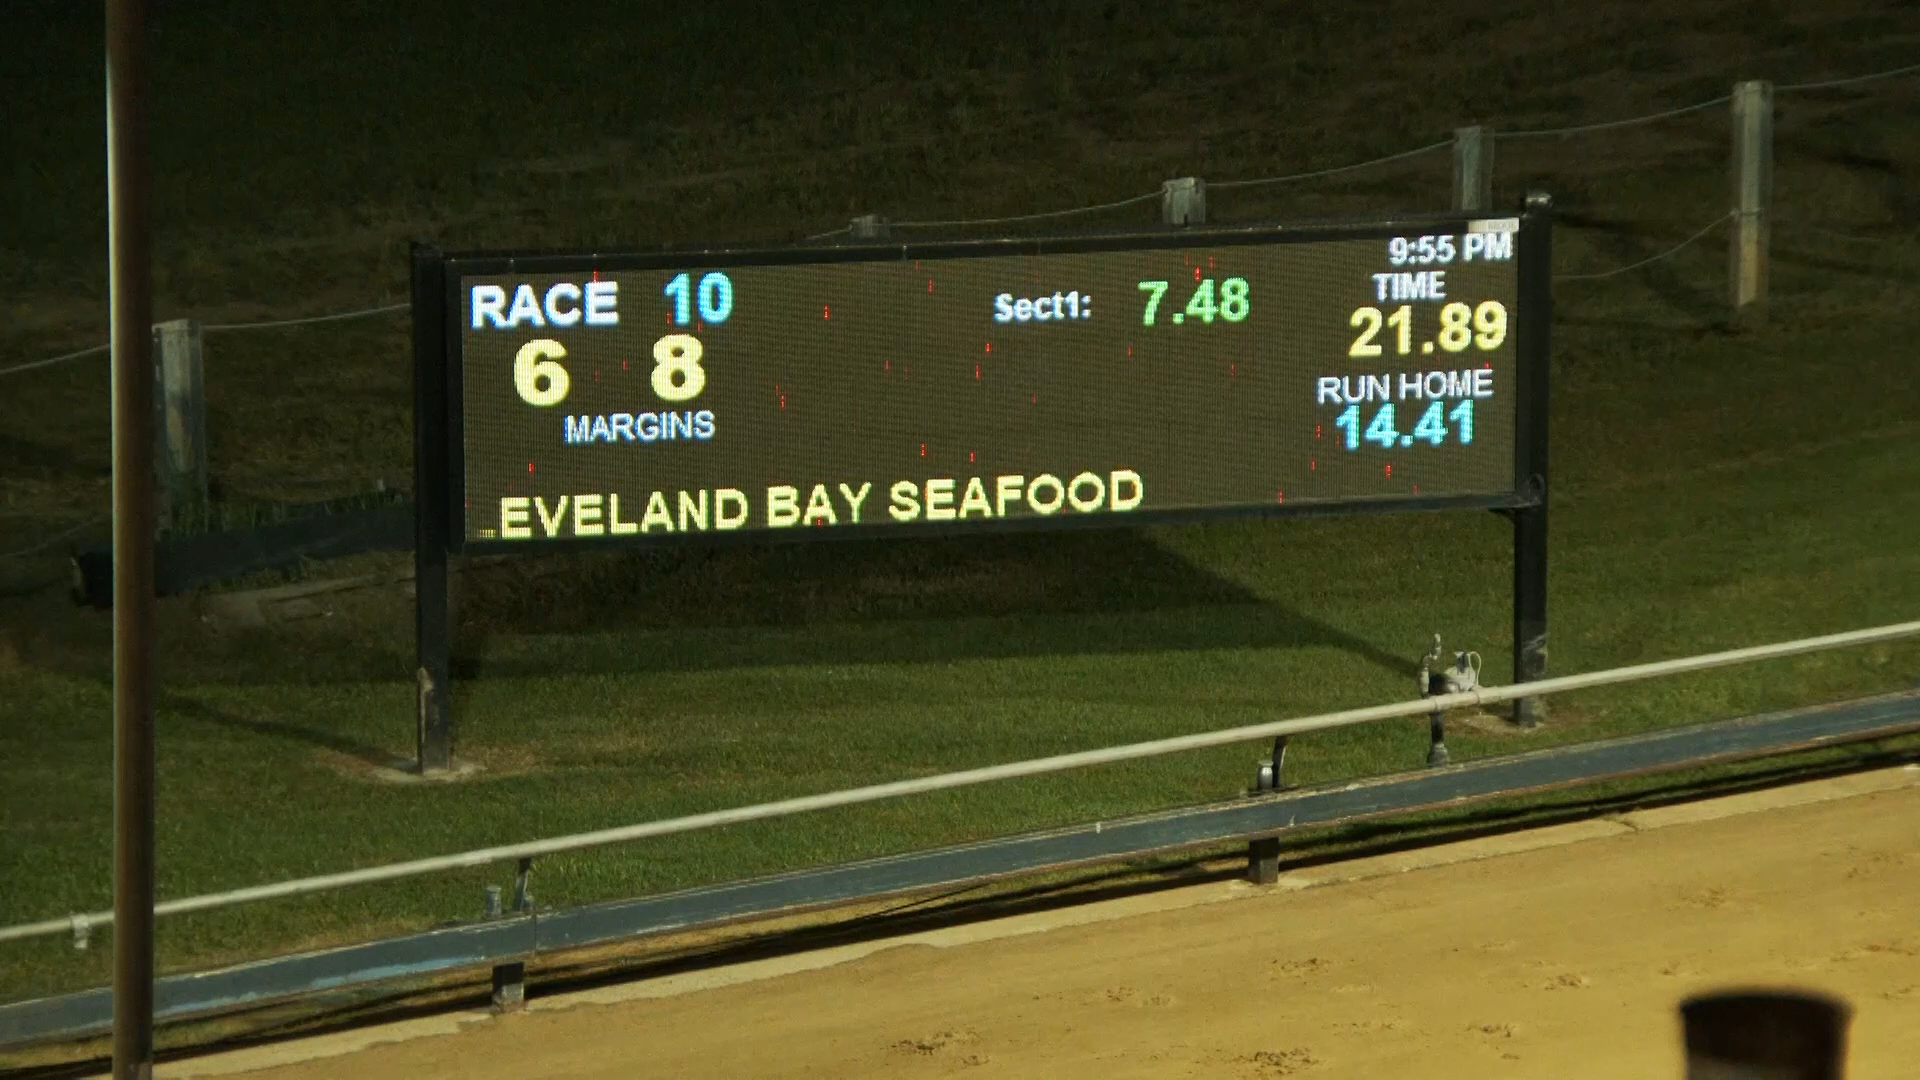 9:55 PM
RACE 10 Sect1: 7.48 TIME
21.89
6 8
RUN HOME
MARGINS 14.41
EVELAND BAY SEAFOOD